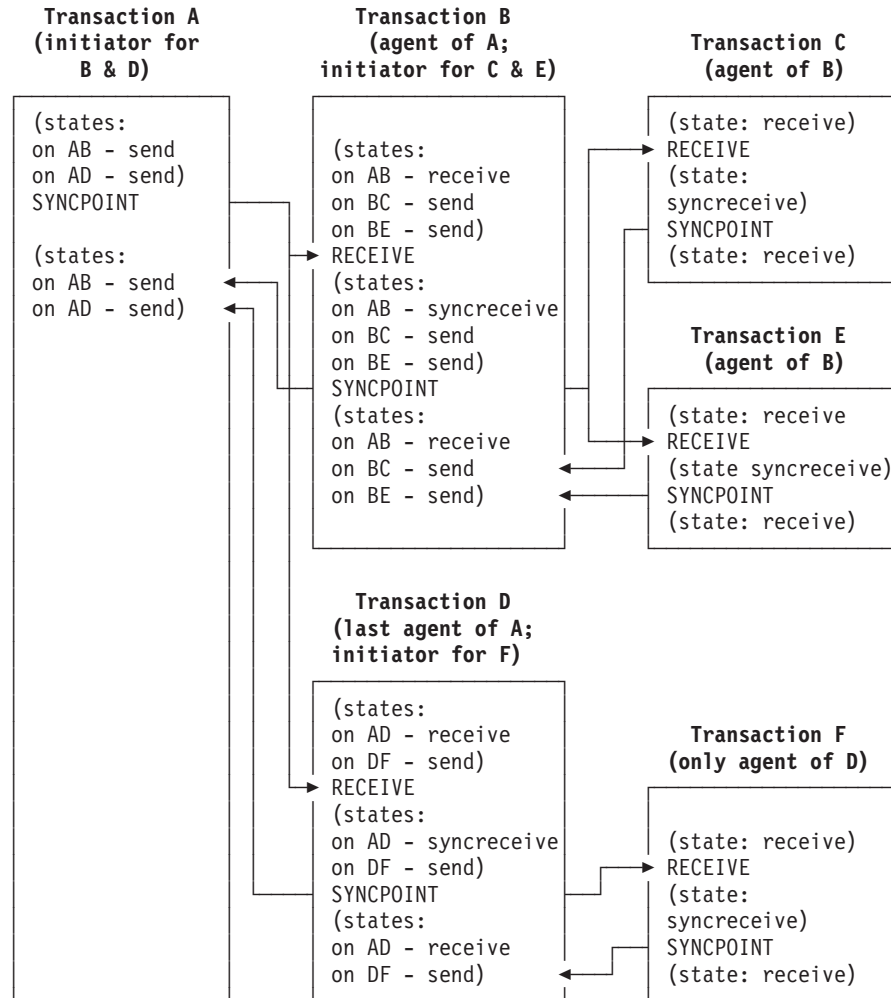 Transaction A
(initiator for
B & D)
(states:
on AB - send
on AD - send)
SYNCPOINT
(states:
on AB - send
on AD - send)
Transaction B
(agent of A;
initiator for C & E)
(states:
on AB - receive
on BC - send
on BE - send)
RECEIVE
(states:
on AB - syncreceive
on BC - send
on BE - send)
SYNCPOINT
(states:
on AB - receive
on BC - send
on BE - send)
Transaction C
(agent of B)
(state: receive)
RECEIVE
(state:
syncreceive)
SYNCPOINT
(state: receive)
Transaction E
(agent of B)
(state: receive
RECEIVE
(state syncreceive)
SYNCPOINT
(state: receive)
Transaction D
(last agent of A;
initiator for F)
(states:
on AD - receive
on DF - send)
RECEIVE
(states:
on AD - syncreceive
on DF - send)
SYNCPOINT
(states:
on AD - receive
on DF - send)
Transaction F
(only agent of D)
(state: receive)
RECEIVE
(state:
syncreceive)
SYNCPOINT
(state: receive)